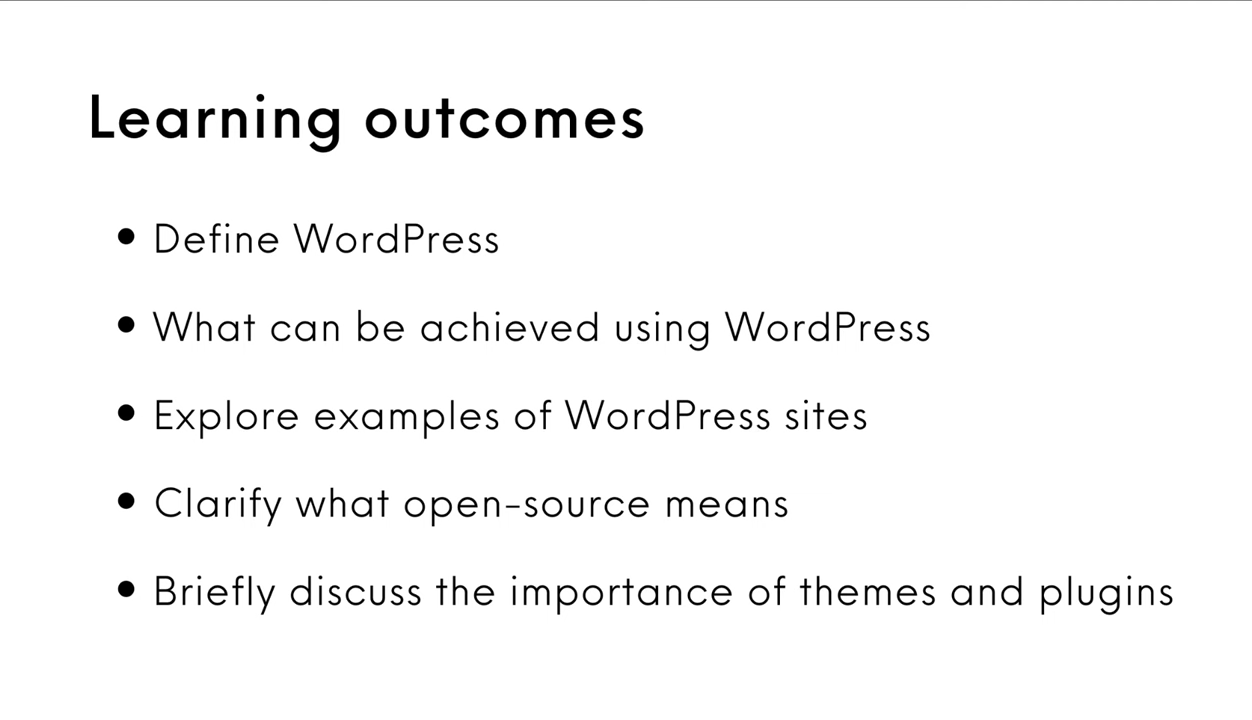 Learning outcomes
• Define WordPress
• What can be achieved using WordPress
• Explore examples of WordPress sites
• Clarify what open-source means
• Briefly discuss the importance of themes and plugins